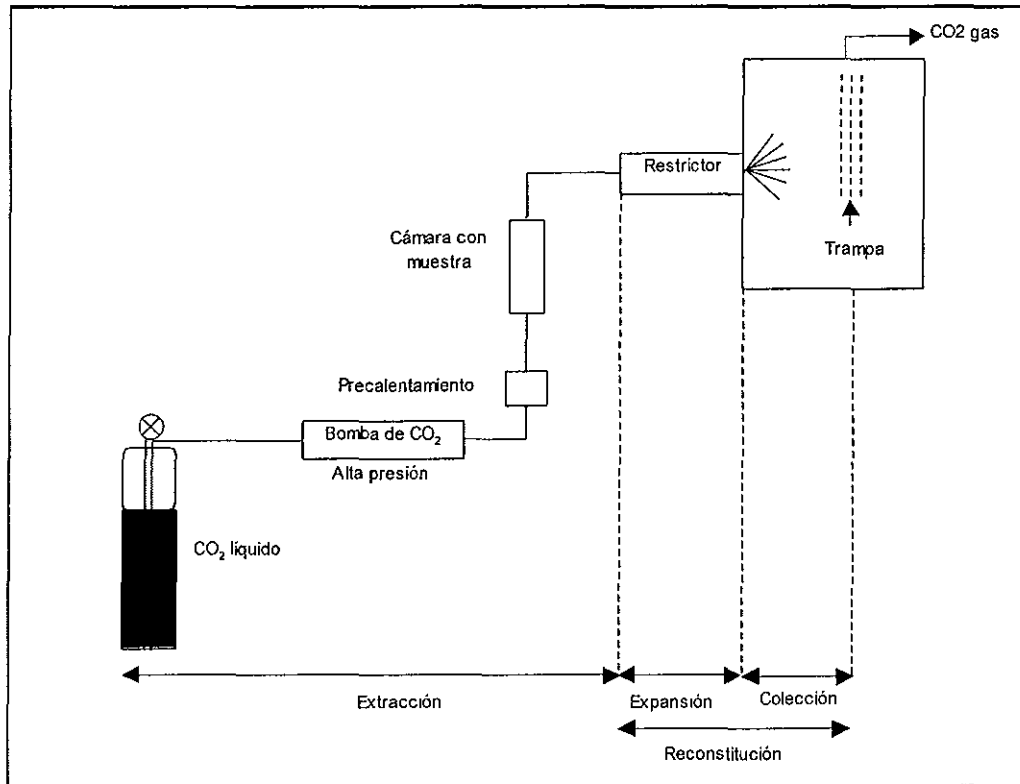 CO2 gas
Restrictor
Trampa
Cámara con
muestra
Precalentamiento
Bomba de CO₂
Alta presión
CO₂ líquido
Extracción
Expansión
Colección
Reconstitución